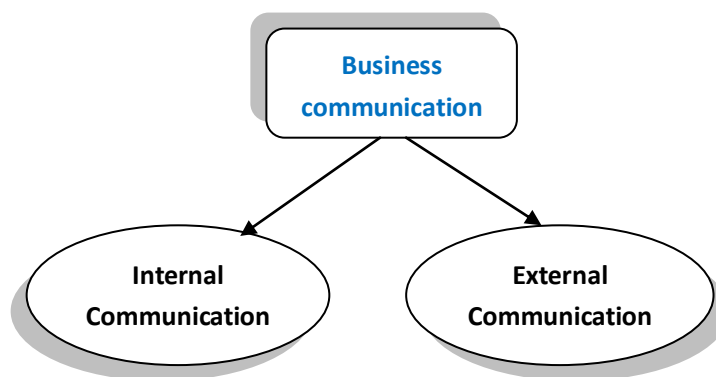 Business
communication
Internal
Communication
External
Communication